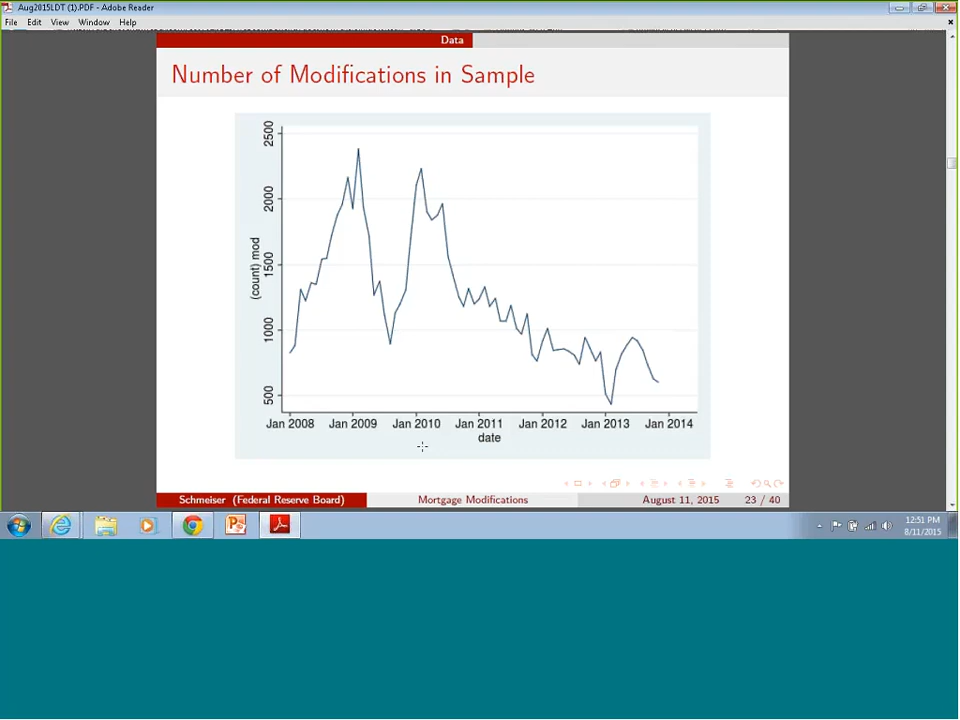 Aug2015LDT (1).PDF - Adobe Reader
File Edit View Window Help
Data
Number of Modifications in Sample
2500
2000
1500
1000
500
(count) mod
Jan 2008 Jan 2009 Jan 2010 Jan 2011 Jan 2012 Jan 2013 Jan 2014
date
Schmeiser (Federal Reserve Board) Mortgage Modifications August 11, 2015 23 / 40
12:51 PM
8/11/2015